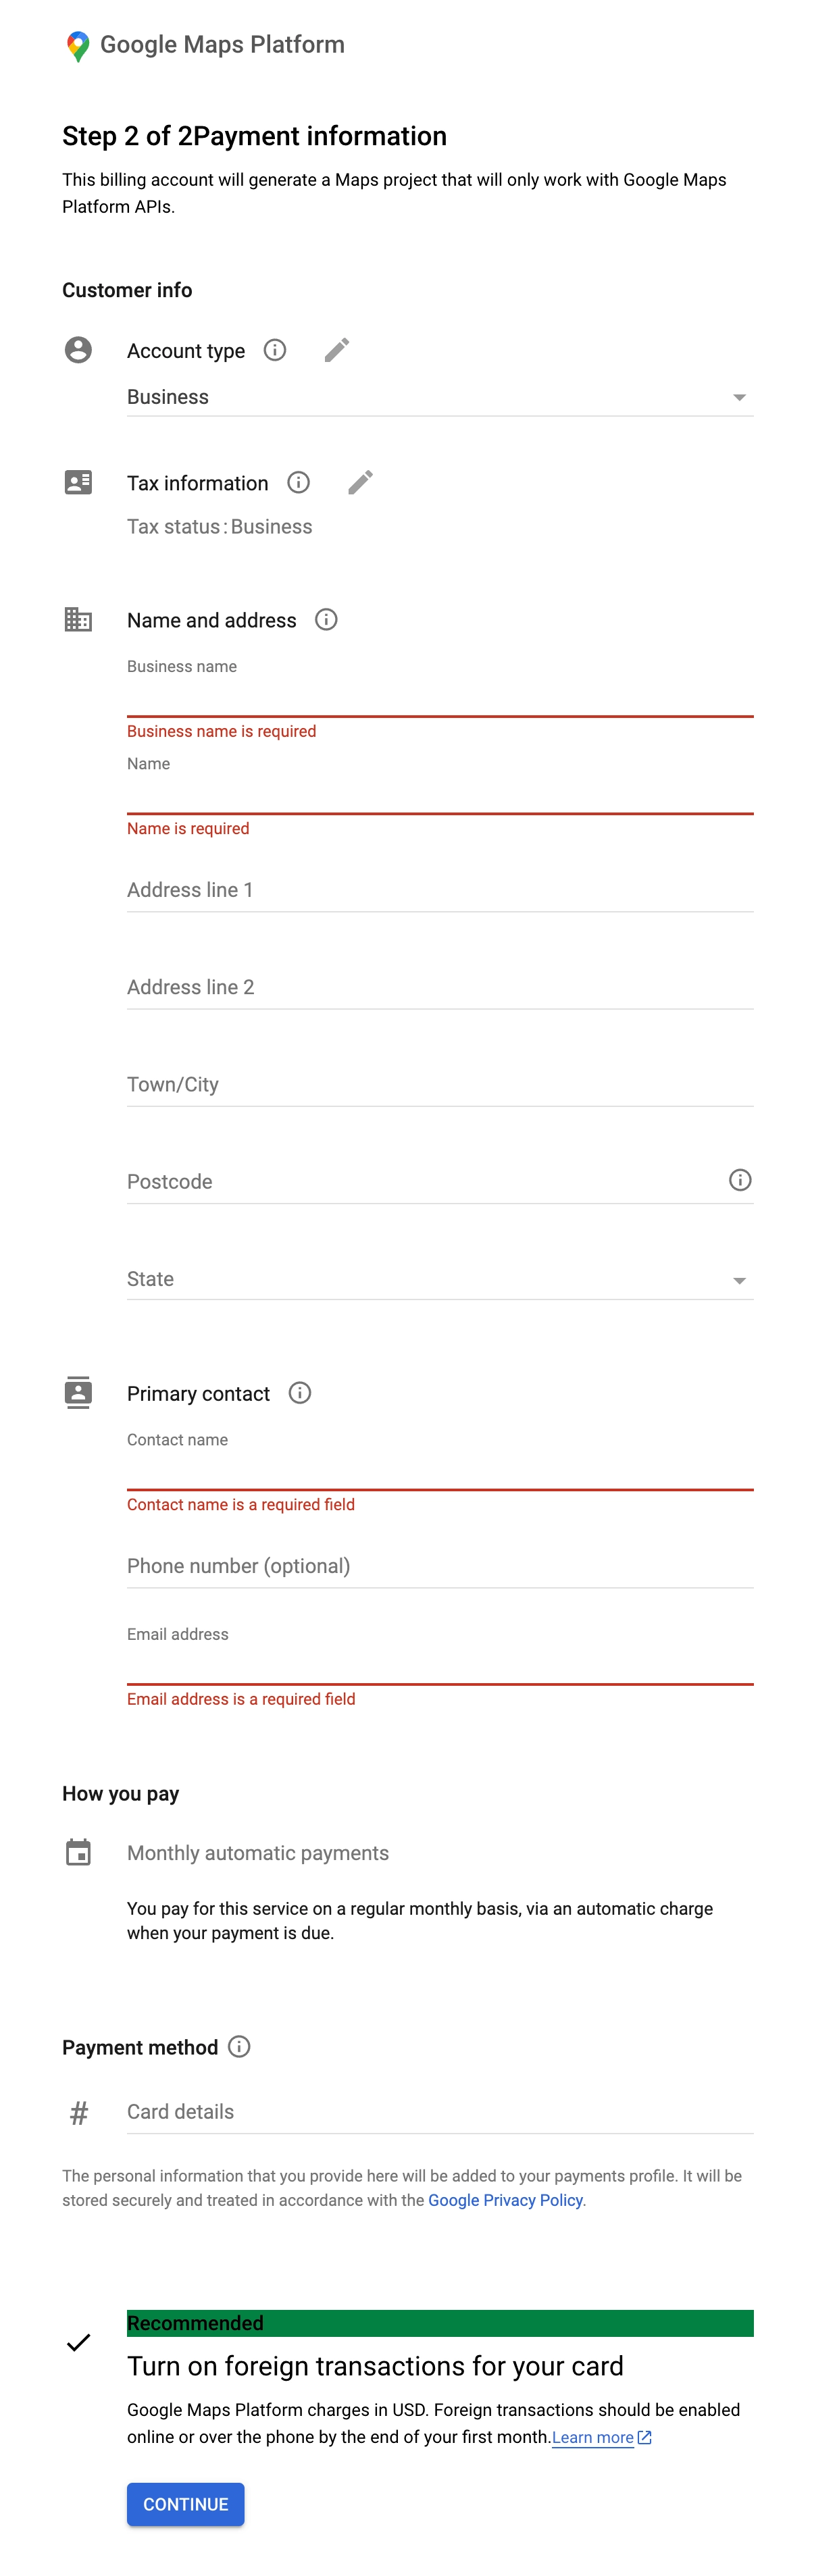 Google Maps Platform
Step 2 of 2Payment information
This billing account will generate a Maps project that will only work with Google Maps
Platform APIs.
Customer info
Account type
Business
Tax information
Tax status : Business
Name and address
Business name
Business name is required
Name
Name is required
Address line 1
Address line 2
Town/City
Postcode
State
Primary contact
Contact name
Contact name is a required field
Phone number (optional)
Email address
Email address is a required field
How you pay
Monthly automatic payments
You pay for this service on a regular monthly basis, via an automatic charge
when your payment is due.
Payment method
# Card details
The personal information that you provide here will be added to your payments profile. It will be
stored securely and treated in accordance with the Google Privacy Policy.
Recommended
Turn on foreign transactions for your card
Google Maps Platform charges in USD. Foreign transactions should be enabled
online or over the phone by the end of your first month.Learn more
CONTINUE